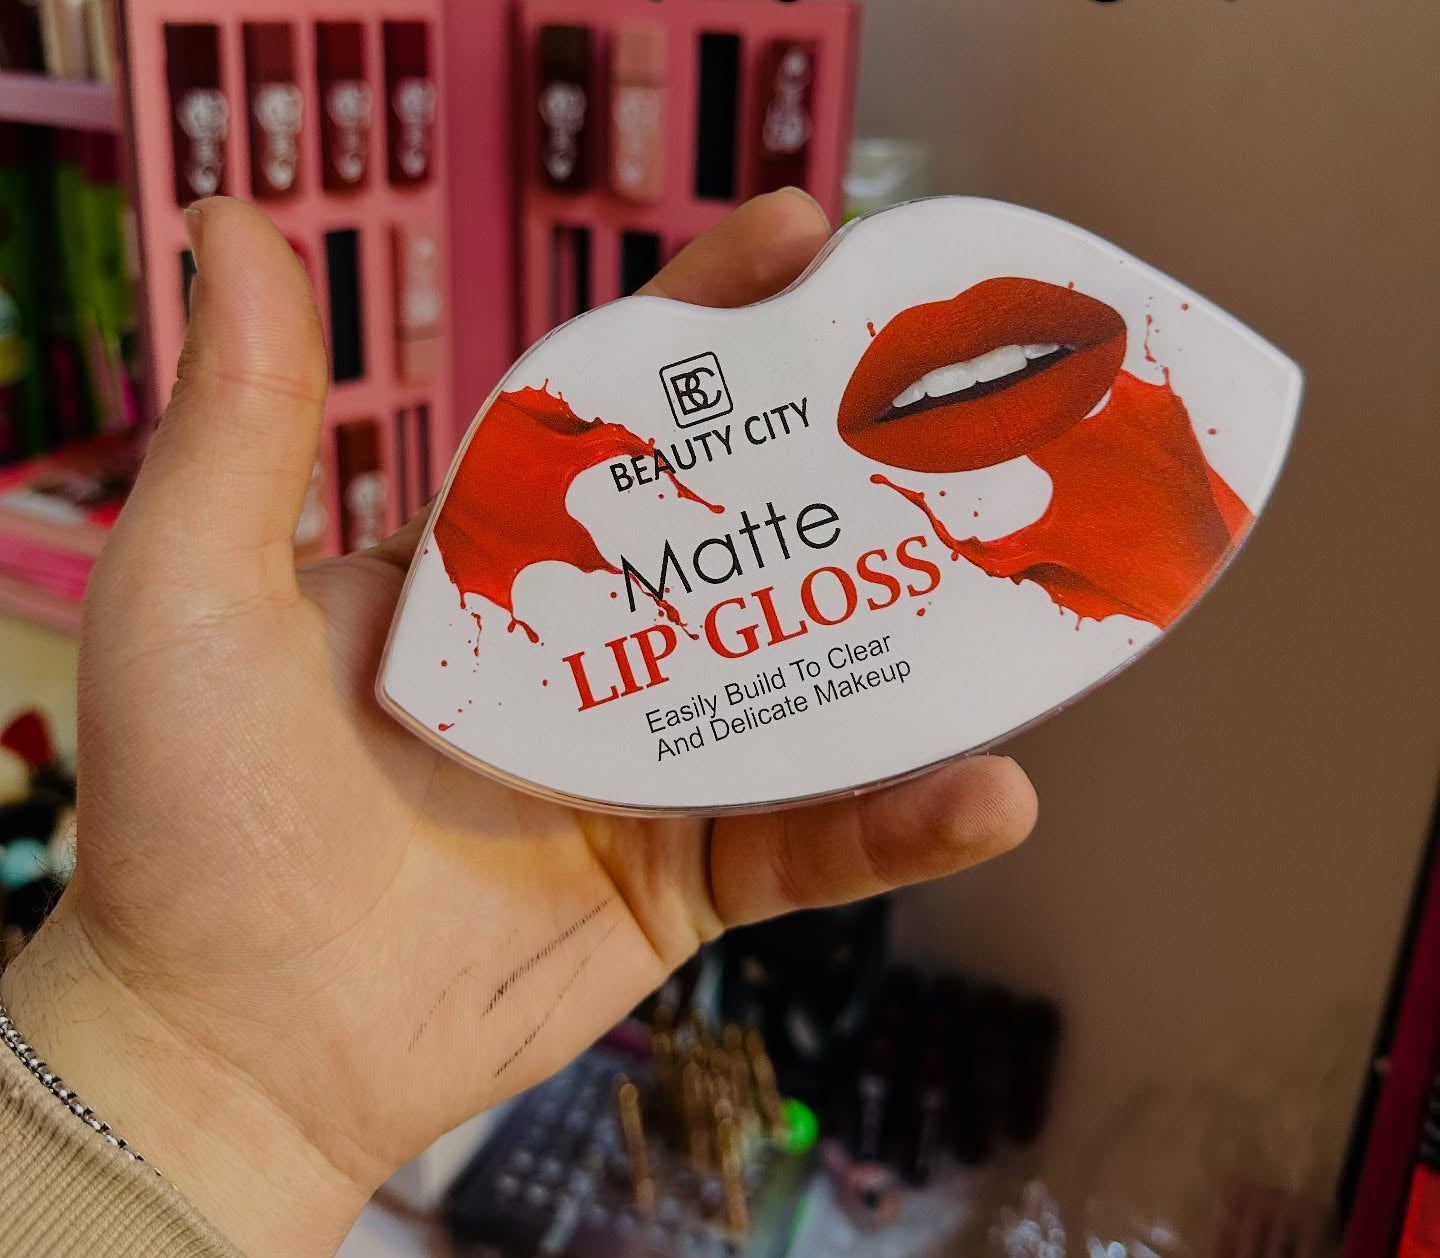 BC
BEAUTY CITY
Matte
LIP GLOSS
Easily Build To Clear
And Delicate Makeup